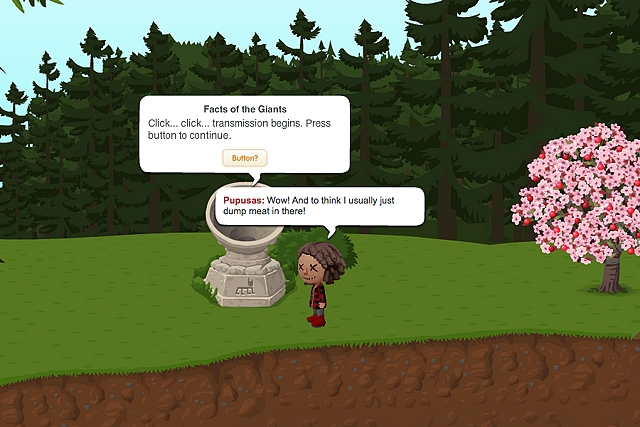 Facts of the Giants
Click... click... transmission begins. Press
button to continue.
Button?
Pupusas: Wow! And to think I usually just
dump meat in there!